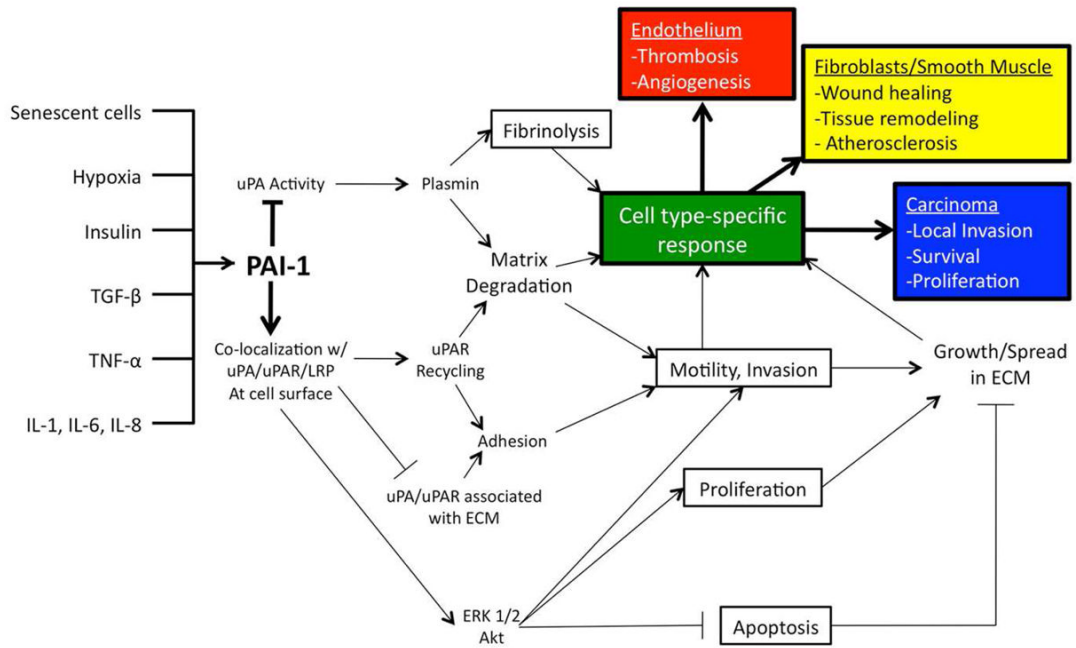 Senescent cells
Hypoxia
Insulin
TGF-β
TNF-α
IL-1, IL-6, IL-8
PAI-1
uPA Activity
Co-localization w/
uPA/uPAR/LRP
At cell surface
Plasmin
Fibrinolysis
Matrix
Degradation
uPAR
Recycling
Adhesion
uPA/uPAR associated
with ECM
ERK 1/2
Akt
Cell type-specific
response
Motility, Invasion
Proliferation
Apoptosis
Growth/Spread
in ECM
Endothelium
-Thrombosis
-Angiogenesis
Fibroblasts/Smooth Muscle
-Wound healing
-Tissue remodeling
- Atherosclerosis
Carcinoma
-Local Invasion
-Survival
-Proliferation